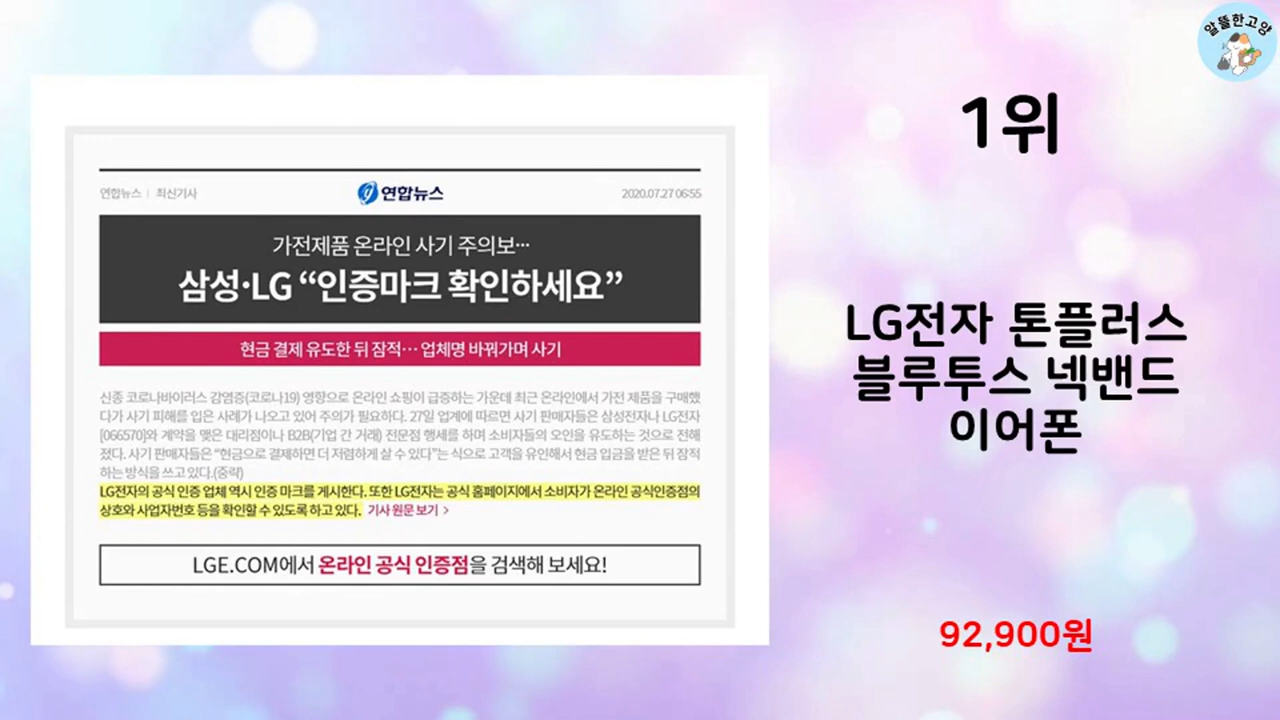 알뜰한고양
1위
연합뉴스 | 최신기사
연합뉴스
2020.07.27 06:55
가전제품 온라인 사기 주의보···
삼성·LG “인증마크 확인하세요”
현금 결제 유도한 뒤 잠적··· 업체명 바꿔가며 사기
신종 코로나바이러스 감염증(코로나19) 영향으로 온라인 쇼핑이 급증하는 가운데 최근 온라인에서 가전 제품을 구매했
다가 사기 피해를 입은 사례가 나오고 있어 주의가 필요하다. 27일 업계에 따르면 사기 판매자들은 삼성전자나 LG전자
[066570]와 계약을 맺은 대리점이나 B2B(기업 간 거래) 전문점 행세를 하며 소비자들의 오인을 유도하는 것으로 전해
졌다. 사기 판매자들은 “현금으로 결제하면 더 저렴하게 살 수 있다”는 식으로 고객을 유인해서 현금 입금을 받은 뒤 잠적
하는 방식을 쓰고 있다.(중략)
LG전자의 공식 인증 업체 역시 인증 마크를 게시한다. 또한 LG전자는 공식 홈페이지에서 소비자가 온라인 공식인증점의
상호와 사업자번호 등을 확인할 수 있도록 하고 있다. 기사 원문 보기 >
LGE.COM에서 온라인 공식 인증점을 검색해 보세요!
LG전자 톤플러스
블루투스 넥밴드
이어폰
92,900원